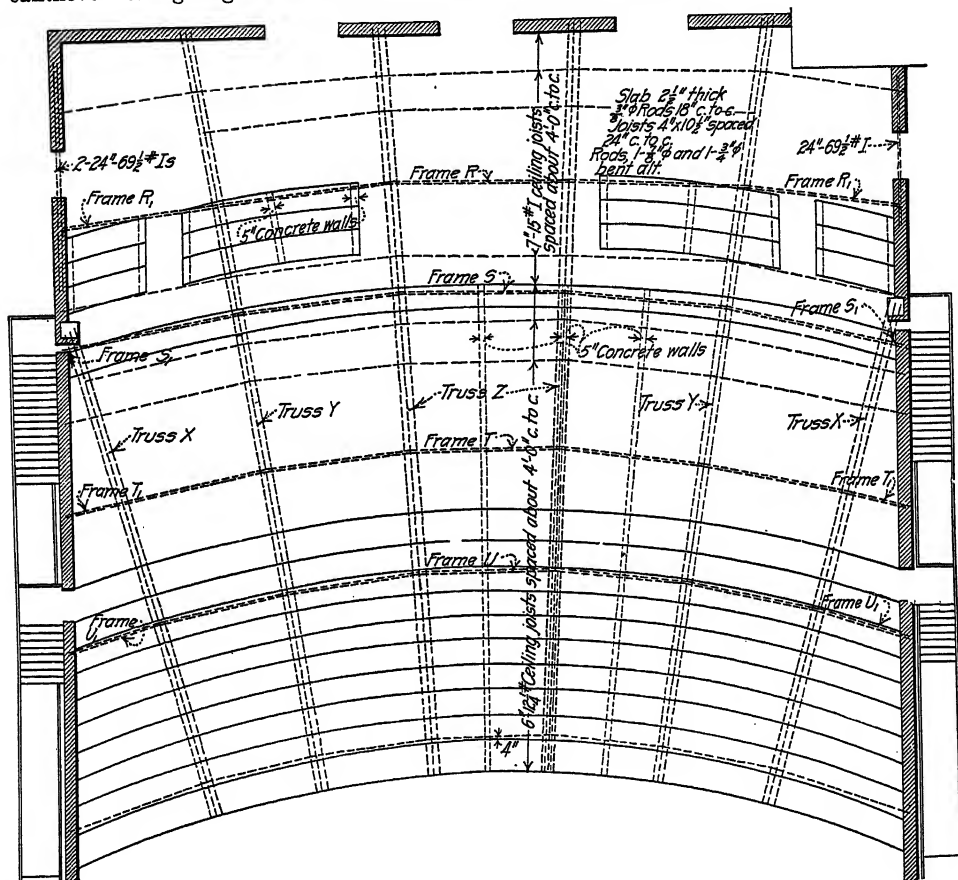 Slab 2½" thick
⅜"ϕ Rods 18" c. to c.
Joists 4"x10½" spaced
24" c. to c.
Rods, 1-⅞"ϕ and 1-¾"ϕ
bent alt.
2-24"-69½# Is
24"-69½# I
Frame R₁
Frame R
Frame R₁
7"15# I Ceiling joists
spaced about 4'-0" c. to c.
5" Concrete walls
Frame S
Frame S₁
Frame S₁
5" Concrete walls
Truss X
Truss Y
Truss Z
Truss Y
Truss X
Frame T
Frame T₁
Frame T₁
Frame U
Frame U₁
Frame
U₁
6"12¼# Ceiling joists spaced about 4'-0" c. to c.
4"